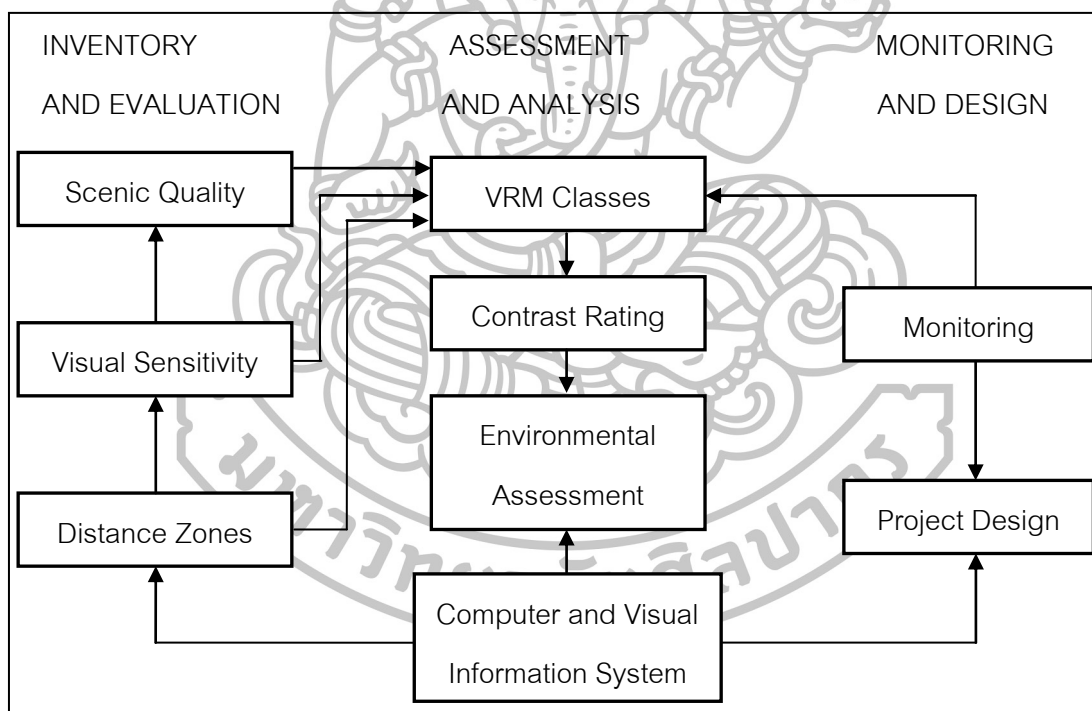 INVENTORY
AND EVALUATION
ASSESSMENT
AND ANALYSIS
MONITORING
AND DESIGN
Scenic Quality
VRM Classes
Contrast Rating
Monitoring
Visual Sensitivity
Environmental
Assessment
Distance Zones
Project Design
Computer and Visual
Information System